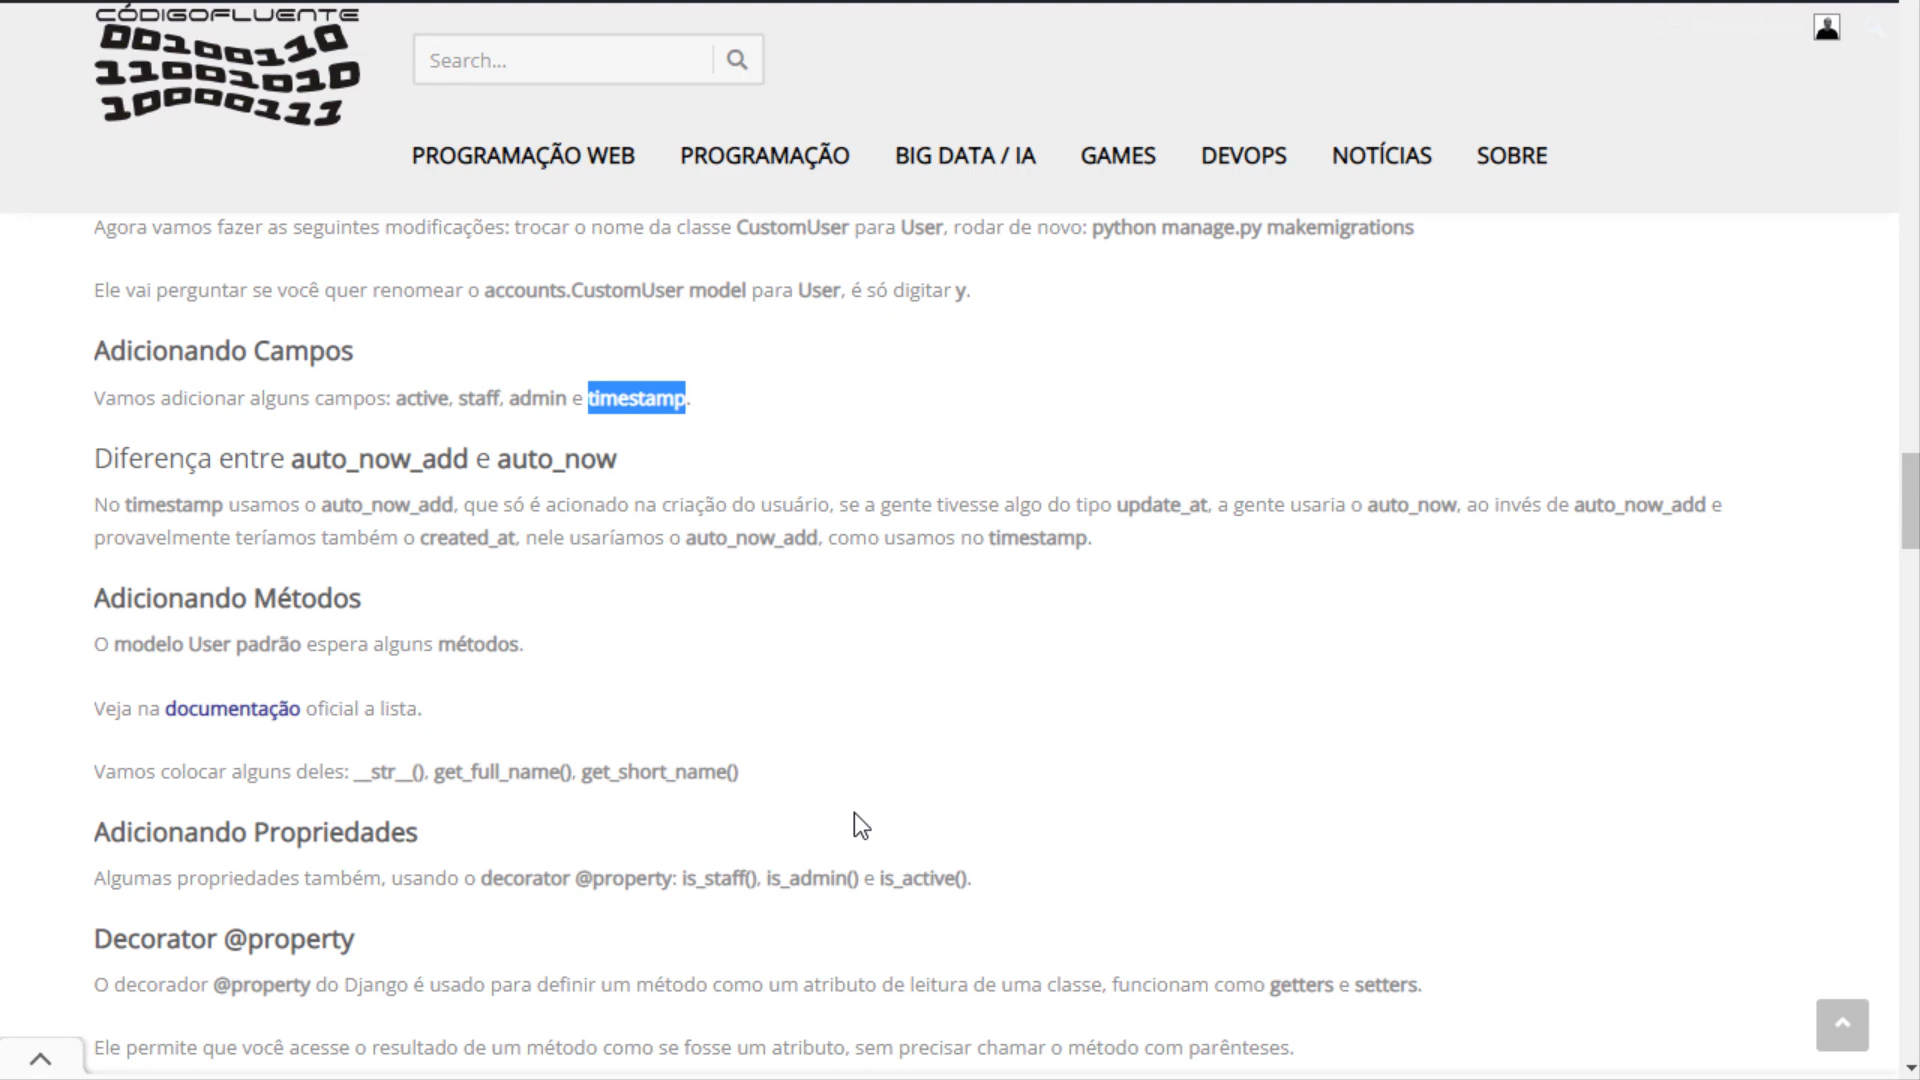 CÓDIGOFLUENTE
00100110
11001010
10000111
Search...
PROGRAMAÇÃO WEB PROGRAMAÇÃO BIG DATA / IA GAMES DEVOPS NOTÍCIAS SOBRE
Agora vamos fazer as seguintes modificações: trocar o nome da classe CustomUser para User, rodar de novo: python manage.py makemigrations
Ele vai perguntar se você quer renomear o accounts.CustomUser model para User, é só digitar y.
Adicionando Campos
Vamos adicionar alguns campos: active, staff, admin e timestamp.
Diferença entre auto_now_add e auto_now
No timestamp usamos o auto_now_add, que só é acionado na criação do usuário, se a gente tivesse algo do tipo update_at, a gente usaria o auto_now, ao invés de auto_now_add e
provavelmente teríamos também o created_at, nele usaríamos o auto_now_add, como usamos no timestamp.
Adicionando Métodos
O modelo User padrão espera alguns métodos.
Veja na documentação oficial a lista.
Vamos colocar alguns deles: __str__(), get_full_name(), get_short_name()
Adicionando Propriedades
Algumas propriedades também, usando o decorator @property: is_staff(), is_admin() e is_active().
Decorator @property
O decorador @property do Django é usado para definir um método como um atributo de leitura de uma classe, funcionam como getters e setters.
Ele permite que você acesse o resultado de um método como se fosse um atributo, sem precisar chamar o método com parênteses.